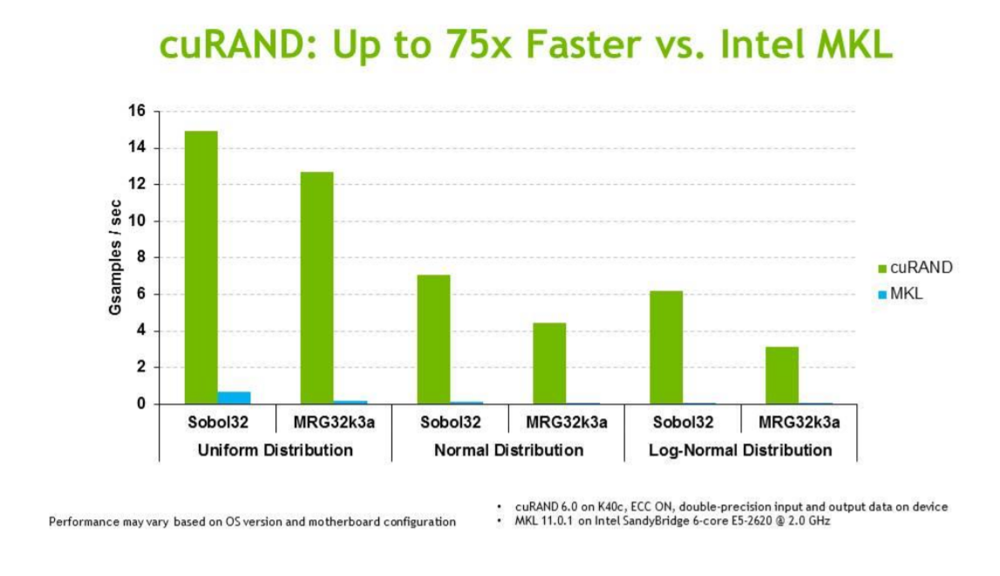 cuRAND: Up to 75x Faster vs. Intel MKL
16
14
12
10
8
6
4
2
0
Gsamples / sec
Sobol32 MRG32k3a Sobol32 MRG32k3a Sobol32 MRG32k3a
Uniform Distribution Normal Distribution Log-Normal Distribution
cuRAND
MKL
Performance may vary based on OS version and motherboard configuration
• cuRAND 6.0 on K40c, ECC ON, double-precision input and output data on device
• MKL 11.0.1 on Intel SandyBridge 6-core E5-2620 @ 2.0 GHz